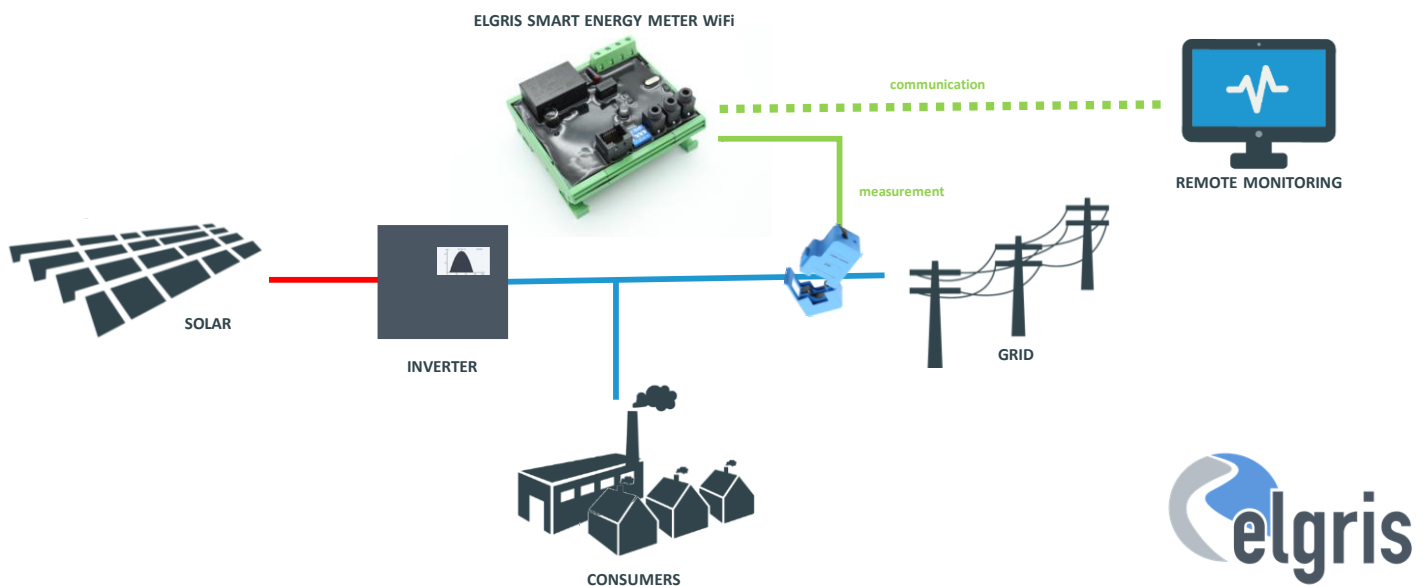 ELGRIS SMART ENERGY METER WiFi
communication
REMOTE MONITORING
measurement
SOLAR
INVERTER
GRID
CONSUMERS
elgris